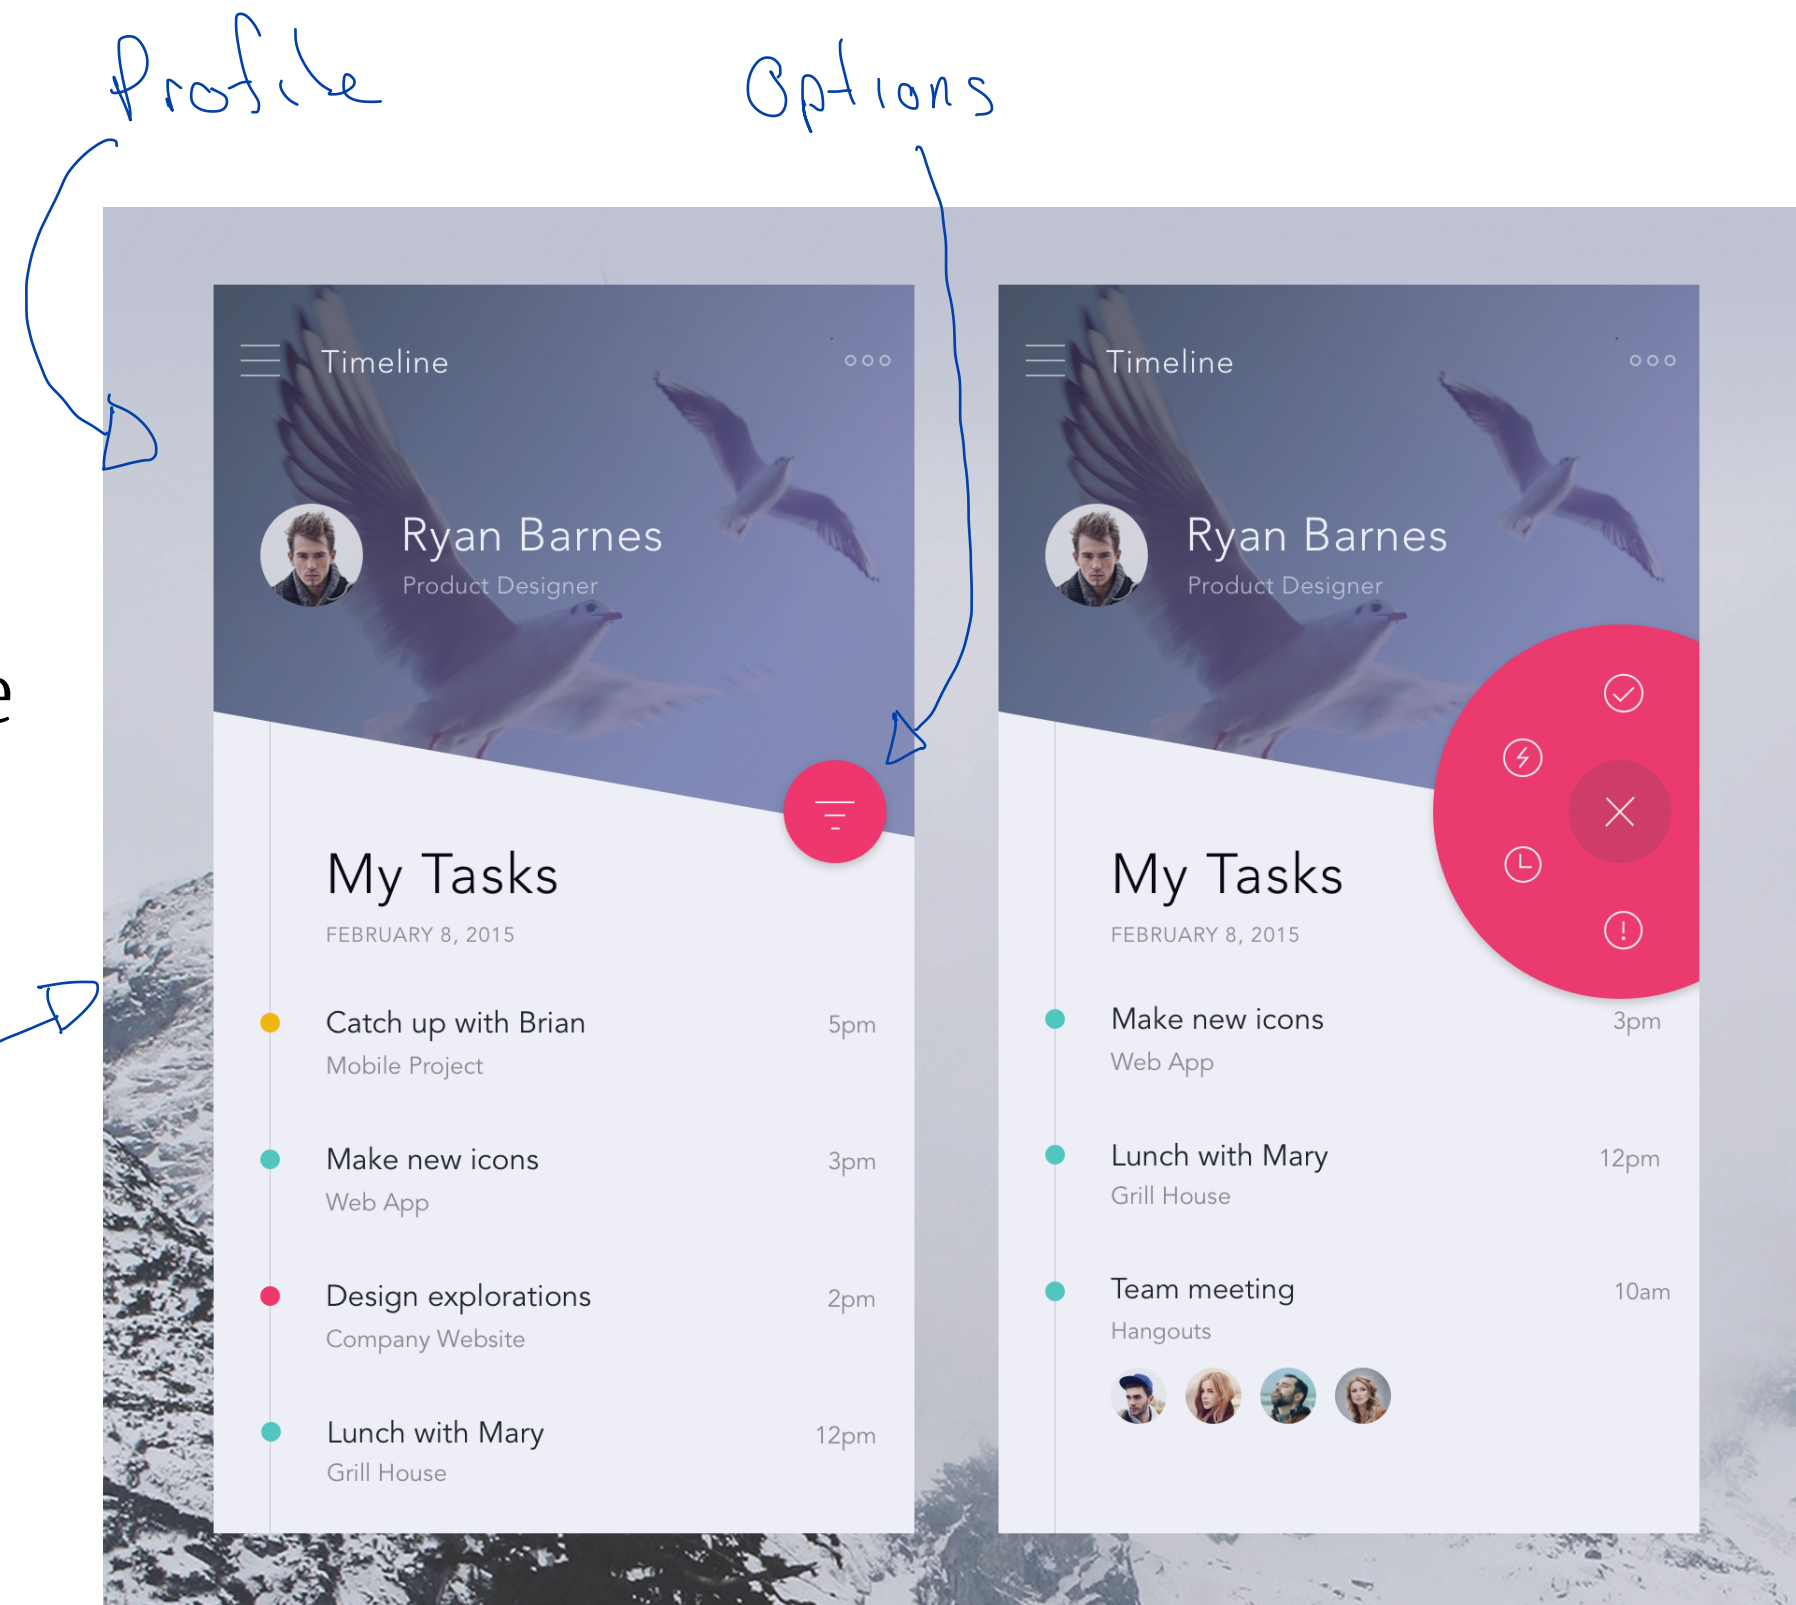 Profile
Options
e
Timeline
Ryan Barnes
Product Designer
My Tasks
FEBRUARY 8, 2015
Catch up with Brian
5pm
Mobile Project
Make new icons
3pm
Web App
Design explorations
2pm
Company Website
Lunch with Mary
12pm
Grill House
Timeline
Ryan Barnes
Product Designer
My Tasks
FEBRUARY 8, 2015
Make new icons
3pm
Web App
Lunch with Mary
12pm
Grill House
Team meeting
10am
Hangouts